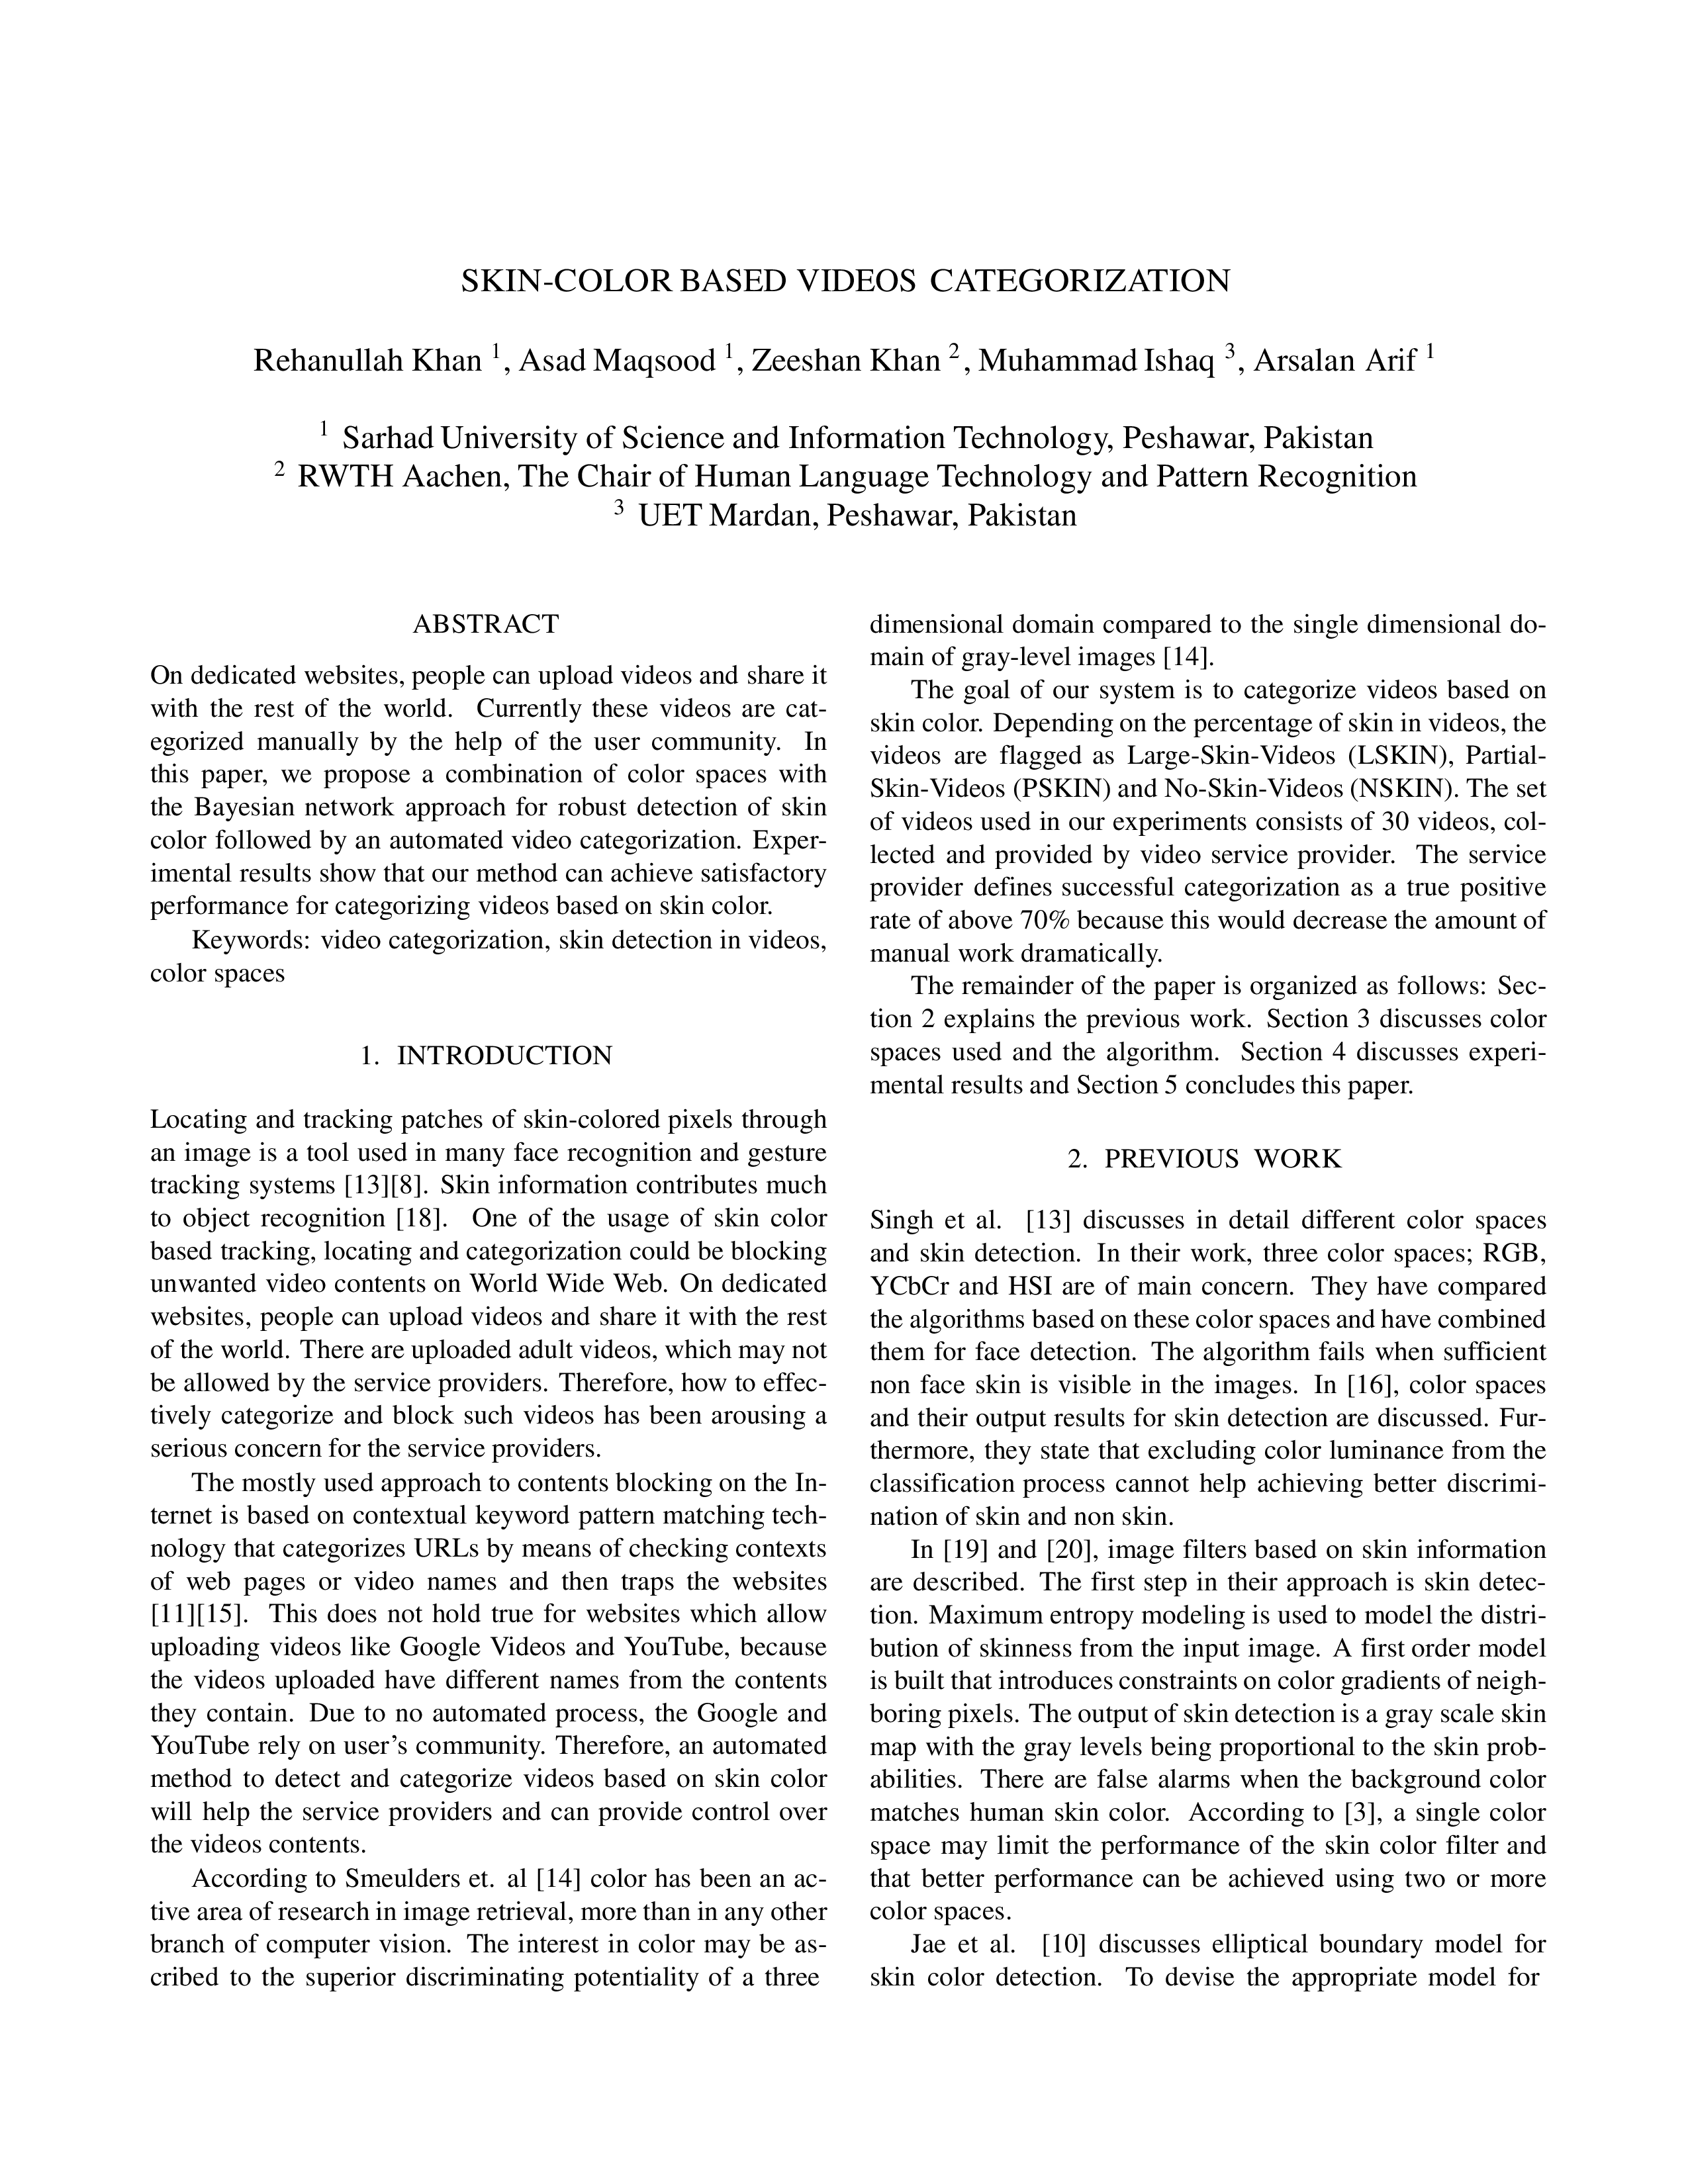 SKIN-COLOR BASED VIDEOS CATEGORIZATION
Rehanullah Khan 1, Asad Maqsood 1, Zeeshan Khan 2, Muhammad Ishaq 3, Arsalan Arif 1
1 Sarhad University of Science and Information Technology, Peshawar, Pakistan
2 RWTH Aachen, The Chair of Human Language Technology and Pattern Recognition
3 UET Mardan, Peshawar, Pakistan
ABSTRACT
On dedicated websites, people can upload videos and share it
with the rest of the world. Currently these videos are cat-
egorized manually by the help of the user community. In
this paper, we propose a combination of color spaces with
the Bayesian network approach for robust detection of skin
color followed by an automated video categorization. Exper-
imental results show that our method can achieve satisfactory
performance for categorizing videos based on skin color.
Keywords: video categorization, skin detection in videos,
color spaces
1. INTRODUCTION
Locating and tracking patches of skin-colored pixels through
an image is a tool used in many face recognition and gesture
tracking systems [13][8]. Skin information contributes much
to object recognition [18]. One of the usage of skin color
based tracking, locating and categorization could be blocking
unwanted video contents on World Wide Web. On dedicated
websites, people can upload videos and share it with the rest
of the world. There are uploaded adult videos, which may not
be allowed by the service providers. Therefore, how to effec-
tively categorize and block such videos has been arousing a
serious concern for the service providers.
The mostly used approach to contents blocking on the In-
ternet is based on contextual keyword pattern matching tech-
nology that categorizes URLs by means of checking contexts
of web pages or video names and then traps the websites
[11][15]. This does not hold true for websites which allow
uploading videos like Google Videos and YouTube, because
the videos uploaded have different names from the contents
they contain. Due to no automated process, the Google and
YouTube rely on user's community. Therefore, an automated
method to detect and categorize videos based on skin color
will help the service providers and can provide control over
the videos contents.
According to Smeulders et. al [14] color has been an ac-
tive area of research in image retrieval, more than in any other
branch of computer vision. The interest in color may be as-
cribed to the superior discriminating potentiality of a three
dimensional domain compared to the single dimensional do-
main of gray-level images [14].
The goal of our system is to categorize videos based on
skin color. Depending on the percentage of skin in videos, the
videos are flagged as Large-Skin-Videos (LSKIN), Partial-
Skin-Videos (PSKIN) and No-Skin-Videos (NSKIN). The set
of videos used in our experiments consists of 30 videos, col-
lected and provided by video service provider. The service
provider defines successful categorization as a true positive
rate of above 70% because this would decrease the amount of
manual work dramatically.
The remainder of the paper is organized as follows: Sec-
tion 2 explains the previous work. Section 3 discusses color
spaces used and the algorithm. Section 4 discusses experi-
mental results and Section 5 concludes this paper.
2. PREVIOUS WORK
Singh et al. [13] discusses in detail different color spaces
and skin detection. In their work, three color spaces; RGB,
YCbCr and HSI are of main concern. They have compared
the algorithms based on these color spaces and have combined
them for face detection. The algorithm fails when sufficient
non face skin is visible in the images. In [16], color spaces
and their output results for skin detection are discussed. Fur-
thermore, they state that excluding color luminance from the
classification process cannot help achieving better discrimi-
nation of skin and non skin.
In [19] and [20], image filters based on skin information
are described. The first step in their approach is skin detec-
tion. Maximum entropy modeling is used to model the distri-
bution of skinness from the input image. A first order model
is built that introduces constraints on color gradients of neigh-
boring pixels. The output of skin detection is a gray scale skin
map with the gray levels being proportional to the skin prob-
abilities. There are false alarms when the background color
matches human skin color. According to [3], a single color
space may limit the performance of the skin color filter and
that better performance can be achieved using two or more
color spaces.
Jae et al. [10] discusses elliptical boundary model for
skin color detection. To devise the appropriate model for